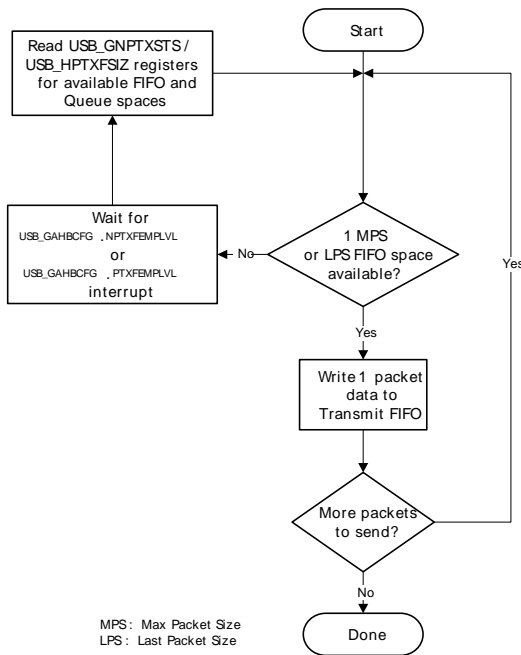 Start
Read USB_GNPTXSTS /
USB_HPTXFSIZ registers
for available FIFO and
Queue spaces
Wait for
USB_GAHBCFG .NPTXFEMPLVL
or
USB_GAHBCFG .PTXFEMPLVL
interrupt
No
1 MPS
or LPS FIFO space
available?
Yes
Yes
Write 1 packet
data to
Transmit FIFO
More packets
to send?
No
Done
MPS: Max Packet Size
LPS: Last Packet Size